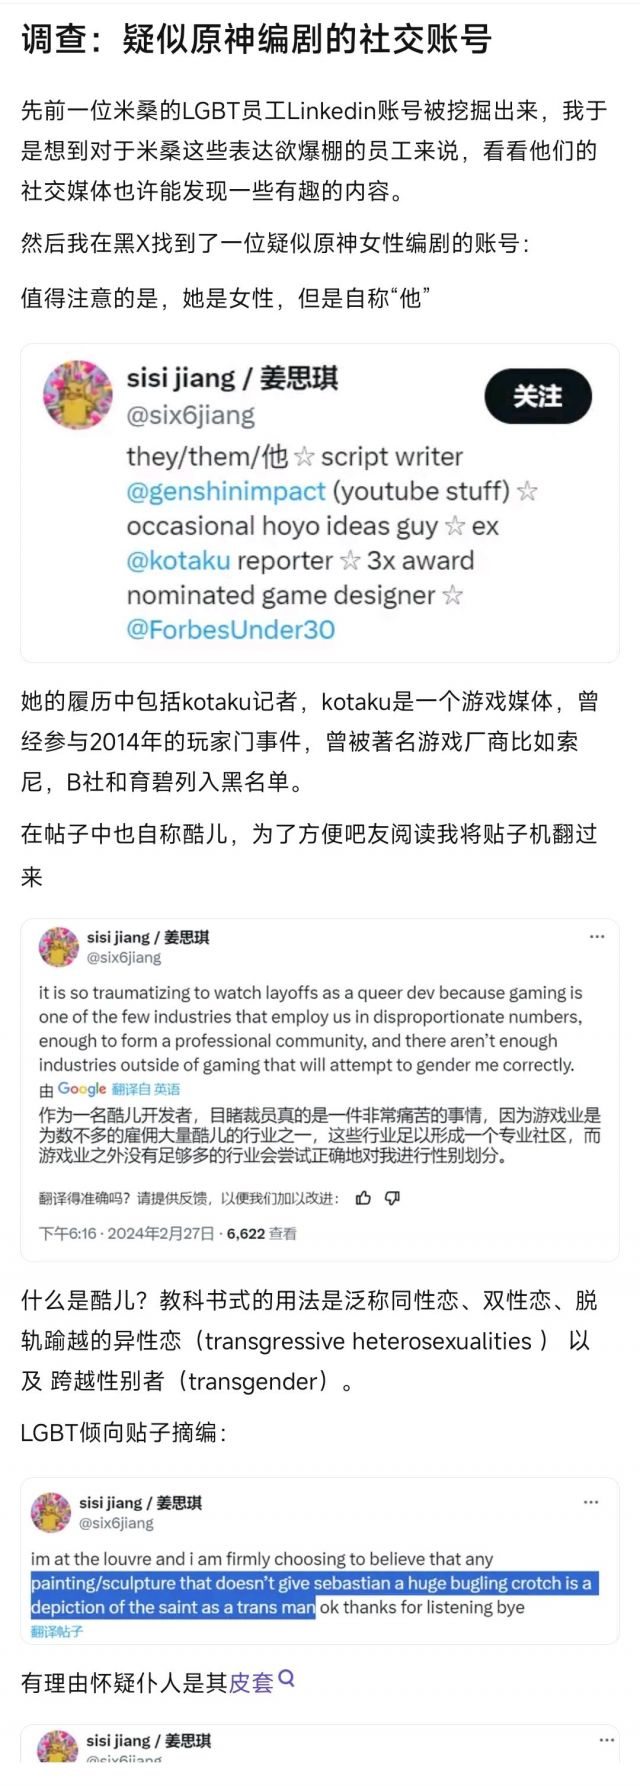 调查：疑似原神编剧的社交账号
先前一位米桑的LGBT员工Linkedin账号被挖掘出来，我于
是想到对于米桑这些表达欲爆棚的员工来说，看看他们的
社交媒体也许能发现一些有趣的内容。
然后我在黑X找到了一位疑似原神女性编剧的账号：
值得注意的是，她是女性，但是自称“他”
sisi jiang / 姜思琪
@six6jiang
关注
they/them/他 ☆ script writer
@genshinimpact (youtube stuff) ☆
occasional hoyo ideas guy ☆ ex
@kotaku reporter ☆ 3x award
nominated game designer ☆
@ForbesUnder30
她的履历中包括kotaku记者，kotaku是一个游戏媒体，曾
经参与2014年的玩家门事件，曾被著名游戏厂商比如索
尼，B社和育碧列入黑名单。
在帖子中也自称酷儿，为了方便吧友阅读我将贴子机翻过
来
sisi jiang / 姜思琪
@six6jiang
it is so traumatizing to watch layoffs as a queer dev because gaming is
one of the few industries that employ us in disproportionate numbers,
enough to form a professional community, and there aren't enough
industries outside of gaming that will attempt to gender me correctly.
由 Google 翻译自 英语
作为一名酷儿开发者，目睹裁员真的是一件非常痛苦的事情，因为游戏业是
为数不多的雇佣大量酷儿的行业之一，这些行业足以形成一个专业社区，而
游戏业之外没有足够多的行业会尝试正确地对我进行性别划分。
翻译得准确吗？请提供反馈，以便我们加以改进：
下午6:16 · 2024年2月27日 · 6,622 查看
什么是酷儿？教科书式的用法是泛称同性恋、双性恋、脱
轨踰越的异性恋（transgressive heterosexualities ） 以
及 跨越性别者（transgender）。
LGBT倾向贴子摘编：
sisi jiang / 姜思琪
@six6jiang
im at the louvre and i am firmly choosing to believe that any
painting/sculpture that doesn't give sebastian a huge bugling crotch is a
depiction of the saint as a trans man ok thanks for listening bye
翻译帖子
有理由怀疑仆人是其皮套
sisi jiang / 姜思琪
@six6jiang